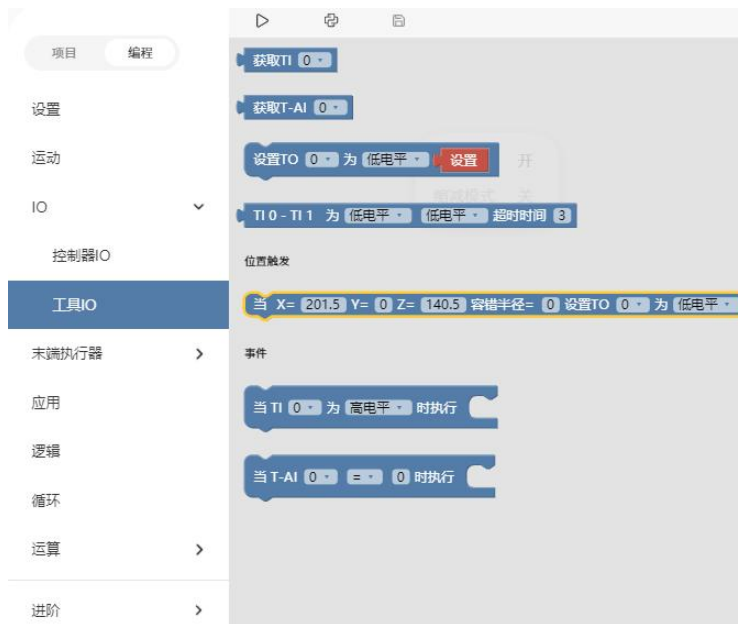 项目 编程
设置
运动
IO
控制器IO
工具IO
末端执行器
应用
逻辑
循环
运算
进阶
获取TI 0
获取T-AI 0
设置TO 0 为 低电平 设置
开
关
TI 0 - TI 1 为 低电平 低电平 超时时间 3
位置触发
当 X= 201.5 Y= 0 Z= 140.5 容错半径= 0 设置TO 0 为 低电平
事件
当 TI 0 为 高电平 时执行
当 T-AI 0 = 0 时执行